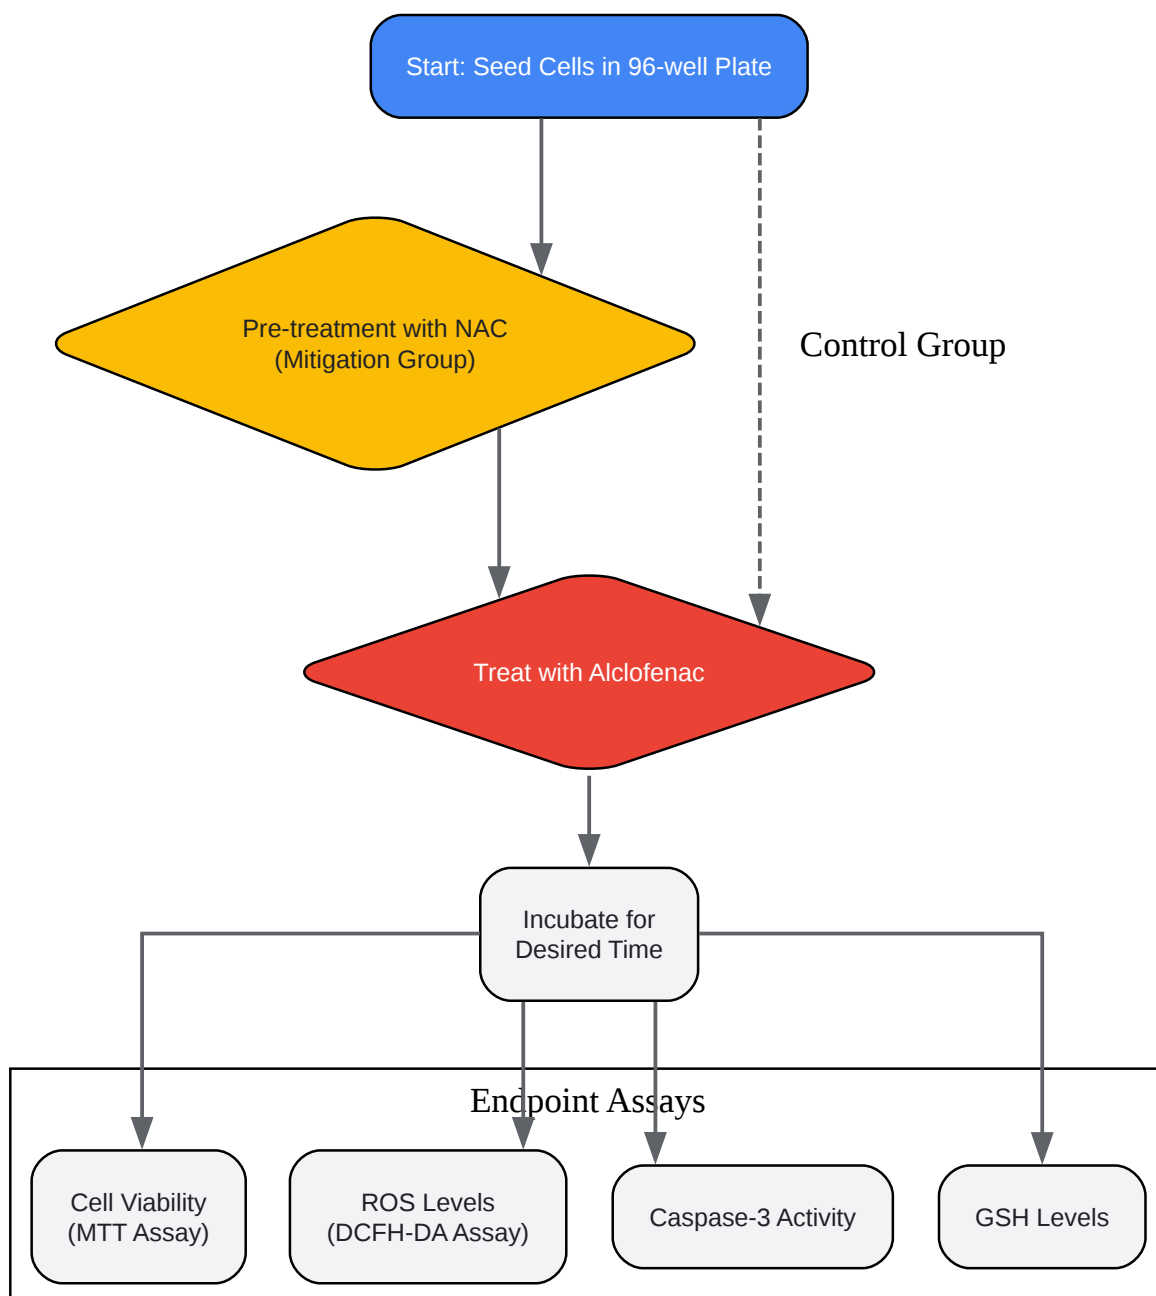 Start: Seed Cells in 96-well Plate
Pre-treatment with NAC
(Mitigation Group)
Control Group
Treat with Alclofenac
Incubate for
Desired Time
Endpoint Assays
Cell Viability
(MTT Assay)
ROS Levels
(DCFH-DA Assay)
Caspase-3 Activity
GSH Levels